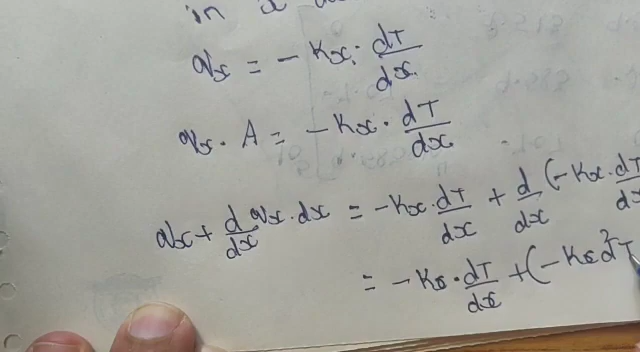 in x
qx = - Kx. dT/dx.
qx. A = - Kx. dT/dx
qx + d/dx qx. dx = - Kx. dT/dx + d/dx (- Kx. dT/dx
= - Kx. dT/dx + (- Kx d²T